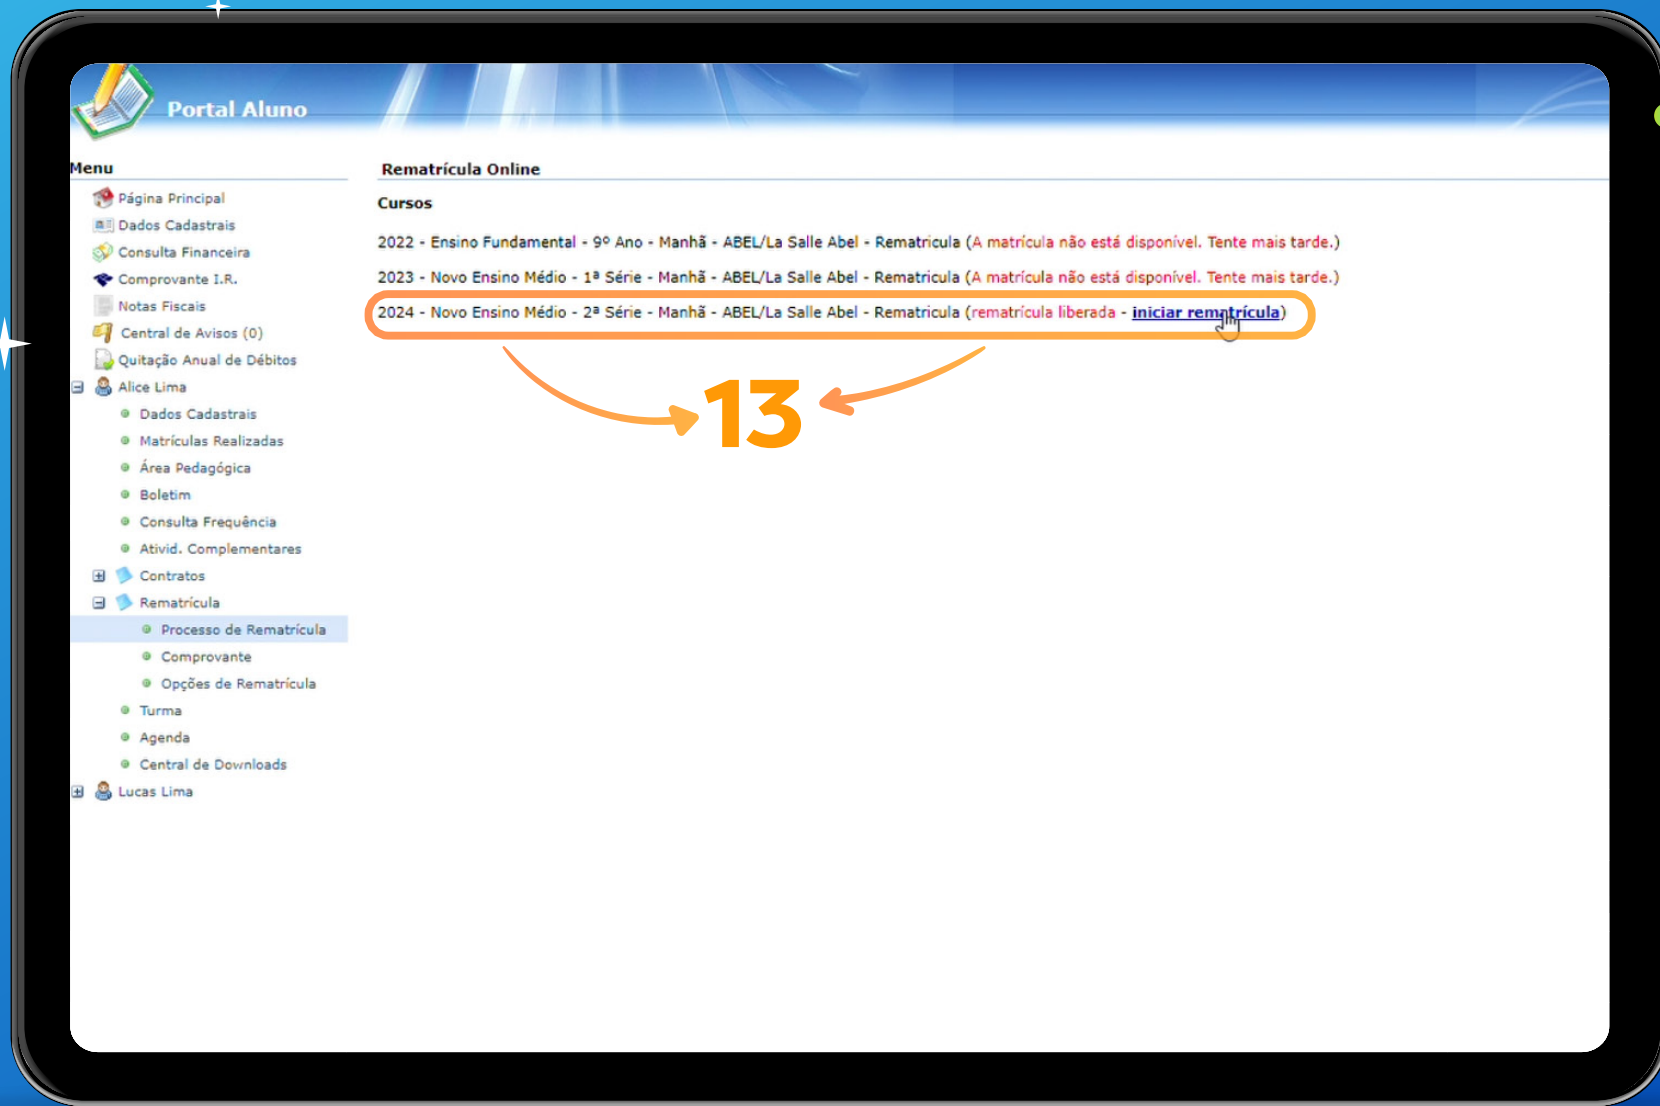 Portal Aluno
Menu
Página Principal
Dados Cadastrais
Consulta Financeira
Comprovante I.R.
Notas Fiscais
Central de Avisos (0)
Quitação Anual de Débitos
Alice Lima
Dados Cadastrais
Matrículas Realizadas
Área Pedagógica
Boletim
Consulta Frequência
Ativid. Complementares
Contratos
Rematrícula
Processo de Rematrícula
Comprovante
Opções de Rematrícula
Turma
Agenda
Central de Downloads
Lucas Lima
Rematrícula Online
Cursos
2022 - Ensino Fundamental - 9º Ano - Manhã - ABEL/La Salle Abel - Rematricula (A matrícula não está disponível. Tente mais tarde.)
2023 - Novo Ensino Médio - 1ª Série - Manhã - ABEL/La Salle Abel - Rematricula (A matrícula não está disponível. Tente mais tarde.)
2024 - Novo Ensino Médio - 2ª Série - Manhã - ABEL/La Salle Abel - Rematricula (rematrícula liberada - iniciar rematrícula)
13